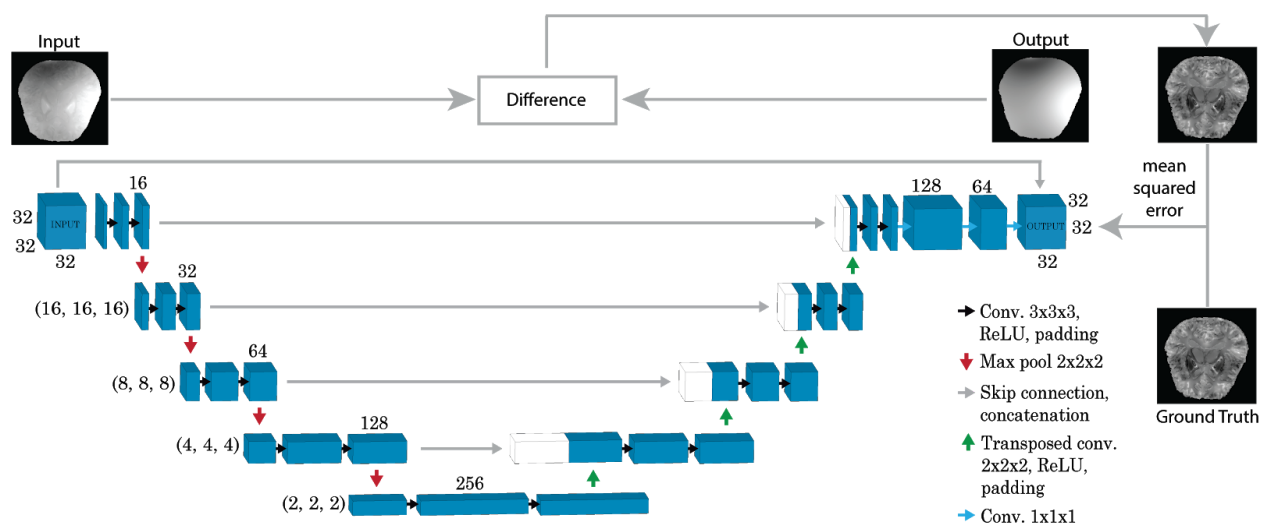 Input
Output
Difference
16
128
64
32
32
32
INPUT
32
32
32
OUTPUT
mean
squared
error
32
(16, 16, 16)
64
(8, 8, 8)
128
(4, 4, 4)
256
(2, 2, 2)
Conv. 3x3x3,
ReLU, padding
Max pool 2x2x2
Skip connection,
concatenation
Transposed conv.
2x2x2, ReLU,
padding
Conv. 1x1x1
Ground Truth